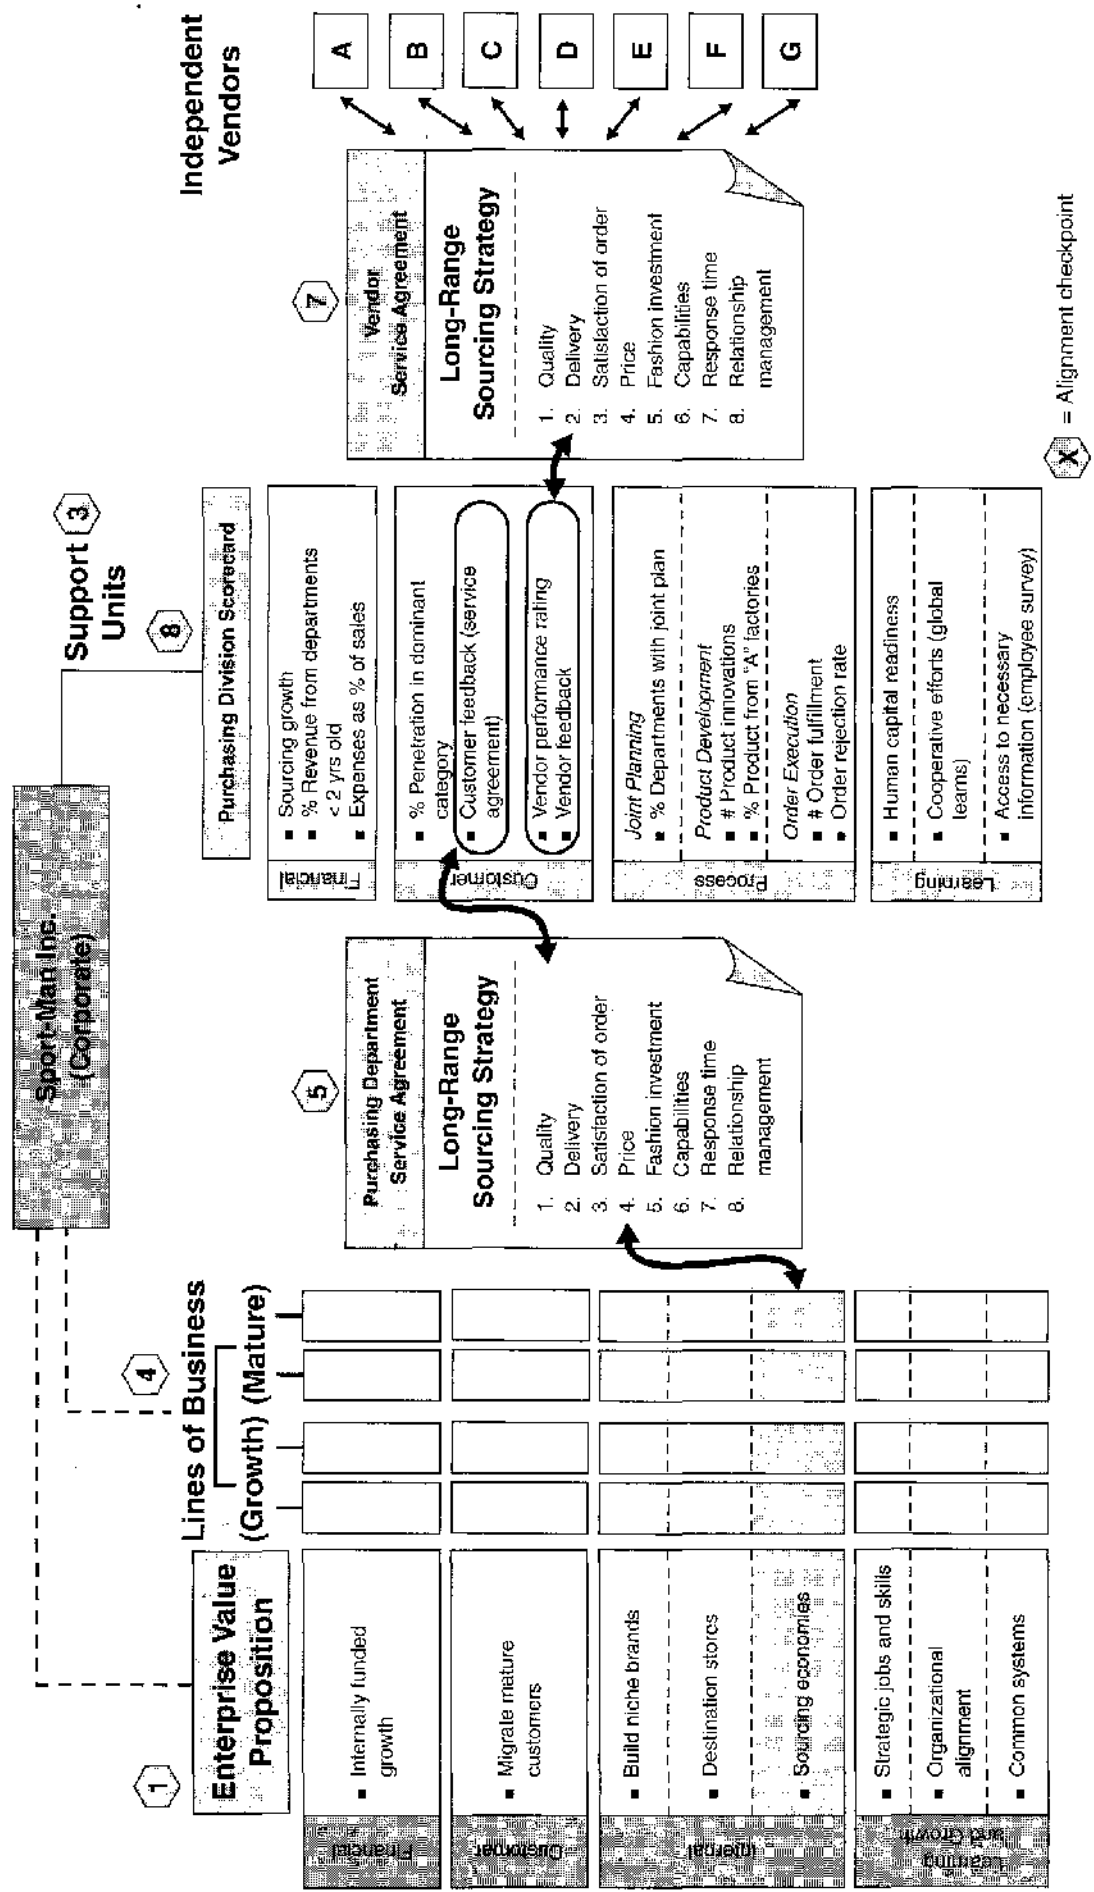 Sport-Man Inc.
(Corporate)
1
Enterprise Value
Proposition
Financial
▪ Internally funded
growth
Customer
▪ Migrate mature
customers
Internal
▪ Build niche brands
▪ Destination stores
▪ Sourcing economies
Learning
and Growth
▪ Strategic jobs and skills
▪ Organizational
alignment
▪ Common systems
4
Lines of Business
(Growth) (Mature)
5
Purchasing Department
Service Agreement
Long-Range
Sourcing Strategy
1. Quality
2. Delivery
3. Satisfaction of order
4. Price
5. Fashion investment
6. Capabilities
7. Response time
8. Relationship
management
Support
Units
3
8
Purchasing Division Scorecard
Financial
▪ Sourcing growth
▪ % Revenue from departments
< 2 yrs old
▪ Expenses as % of sales
Customer
▪ % Penetration in dominant
category
▪ Customer feedback (service
agreement)
▪ Vendor performance rating
▪ Vendor feedback
Process
Joint Planning
▪ % Departments with joint plan
Product Development
▪ # Product innovations
▪ % Product from "A" factories
Order Execution
▪ # Order fulfillment
▪ Order rejection rate
Learning
▪ Human capital readiness
▪ Cooperative efforts (global
teams)
▪ Access to necessary
information (employee survey)
7
Vendor
Service Agreement
Long-Range
Sourcing Strategy
1. Quality
2. Delivery
3. Satisfaction of order
4. Price
5. Fashion investment
6. Capabilities
7. Response time
8. Relationship
management
Independent
Vendors
A
B
C
D
E
F
G
X = Alignment checkpoint